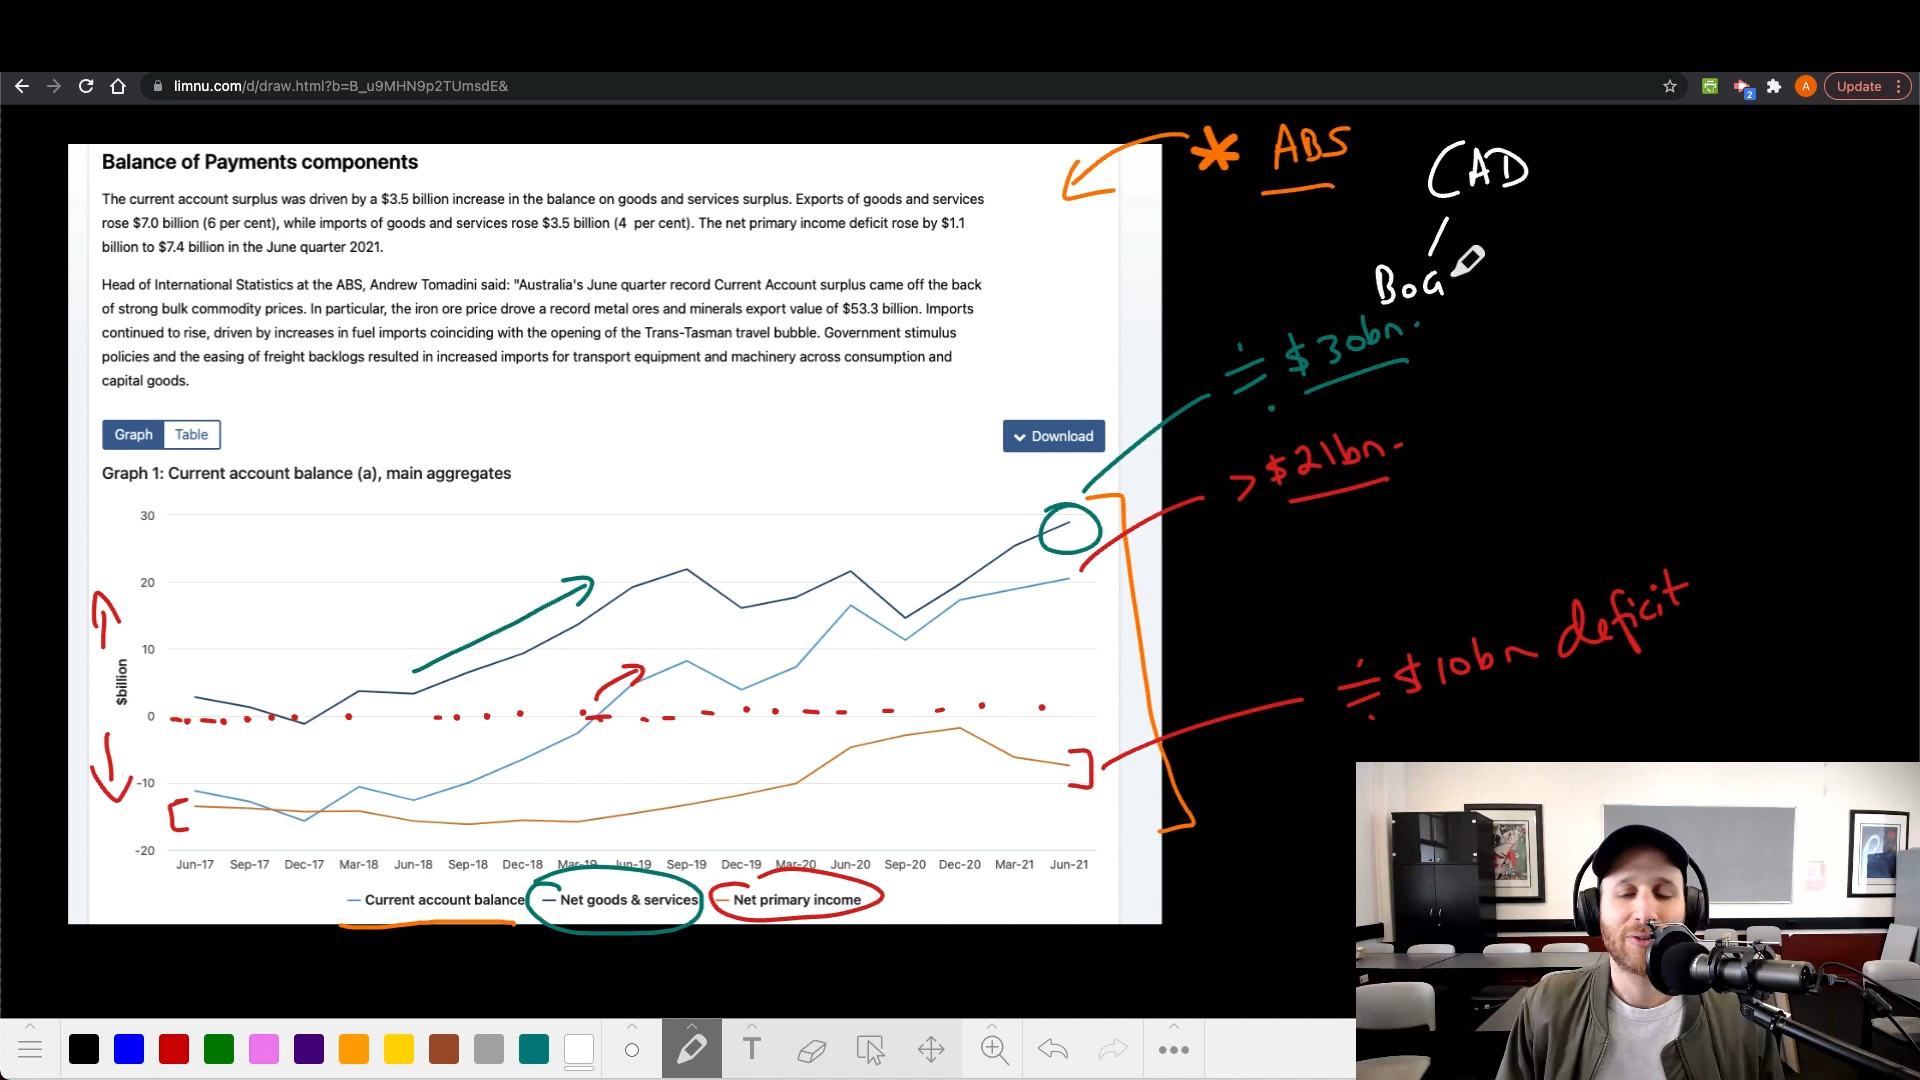 limnu.com/d/draw.html?b=B_u9MHN9p2TUmsdE&
2
A
Update
Balance of Payments components
The current account surplus was driven by a $3.5 billion increase in the balance on goods and services surplus. Exports of goods and services
rose $7.0 billion (6 per cent), while imports of goods and services rose $3.5 billion (4 per cent). The net primary income deficit rose by $1.1
billion to $7.4 billion in the June quarter 2021.
Head of International Statistics at the ABS, Andrew Tomadini said: "Australia's June quarter record Current Account surplus came off the back
of strong bulk commodity prices. In particular, the iron ore price drove a record metal ores and minerals export value of $53.3 billion. Imports
continued to rise, driven by increases in fuel imports coinciding with the opening of the Trans-Tasman travel bubble. Government stimulus
policies and the easing of freight backlogs resulted in increased imports for transport equipment and machinery across consumption and
capital goods.
* ABS
CAD
BoG
≑ $30bn.
> $21bn.
≑ $10bn deficit
Graph Table
Download
Graph 1: Current account balance (a), main aggregates
30
20
10
0
-10
-20
$billion
Jun-17 Sep-17 Dec-17 Mar-18 Jun-18 Sep-18 Dec-18 Mar-19 Jun-19 Sep-19 Dec-19 Mar-20 Jun-20 Sep-20 Dec-20 Mar-21 Jun-21
Current account balance Net goods & services Net primary income
T